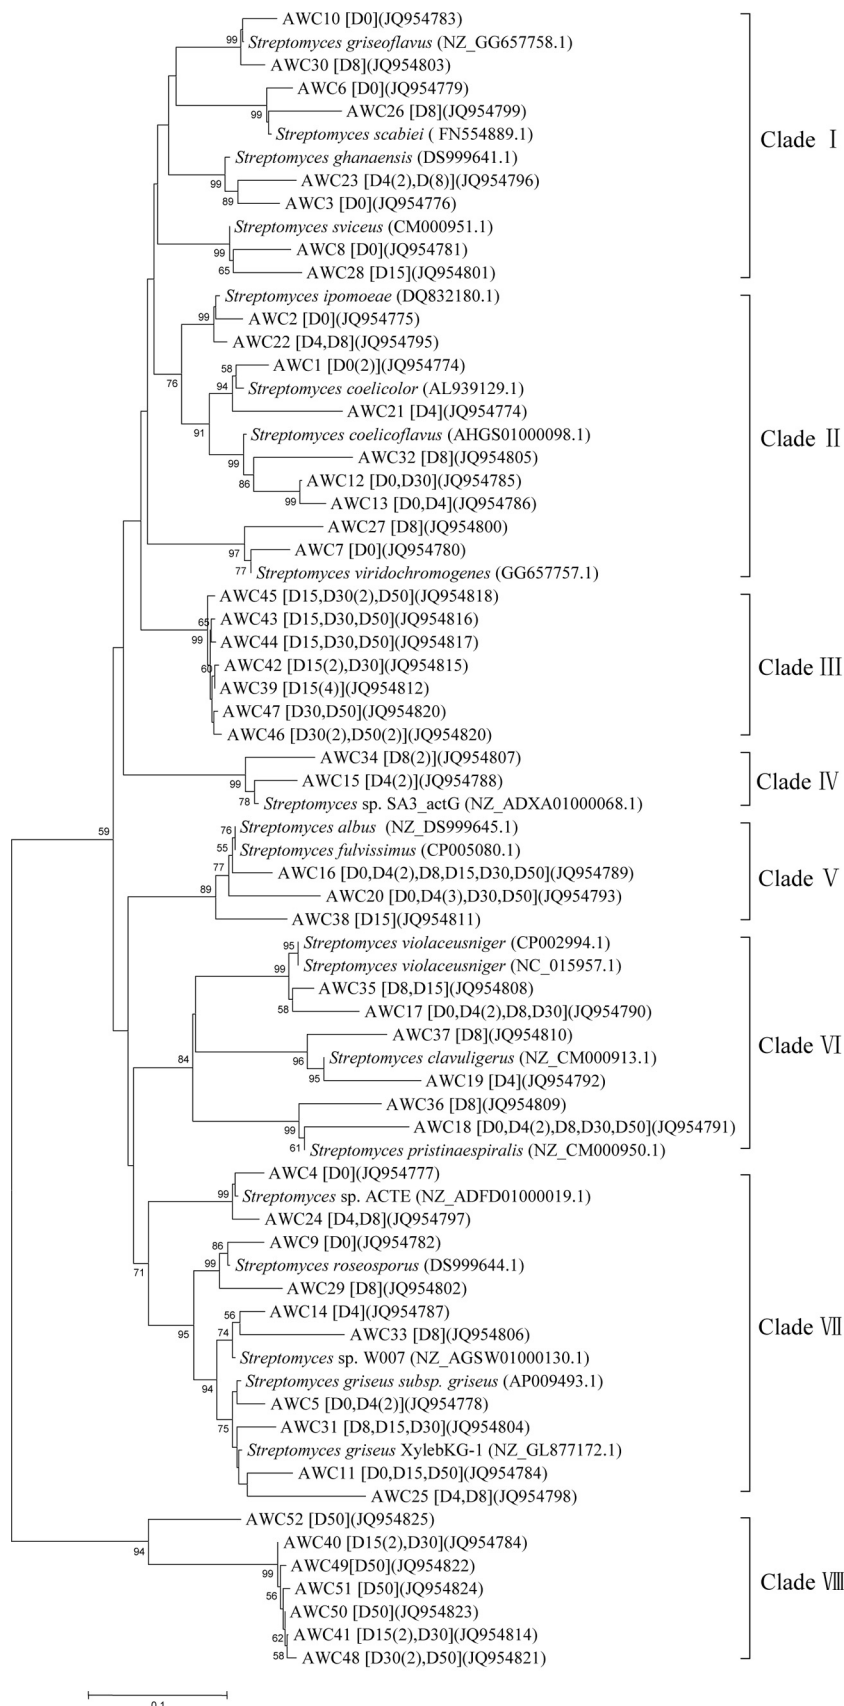 AWC10 [D0](JQ954783)
99
Streptomyces griseoflavus (NZ_GG657758.1)
AWC30 [D8](JQ954803)
AWC6 [D0](JQ954779)
99
AWC26 [D8](JQ954799)
Streptomyces scabiei ( FN554889.1)
Clade Ⅰ
Streptomyces ghanaensis (DS999641.1)
99
AWC23 [D4(2),D(8)](JQ954796)
89
AWC3 [D0](JQ954776)
Streptomyces sviceus (CM000951.1)
99
AWC8 [D0](JQ954781)
65
AWC28 [D15](JQ954801)
Streptomyces ipomoeae (DQ832180.1)
99
AWC2 [D0](JQ954775)
AWC22 [D4,D8](JQ954795)
76
58
AWC1 [D0(2)](JQ954774)
94
Streptomyces coelicolor (AL939129.1)
AWC21 [D4](JQ954774)
91
Streptomyces coelicoflavus (AHGS01000098.1)
Clade Ⅱ
99
AWC32 [D8](JQ954805)
86
AWC12 [D0,D30](JQ954785)
99
AWC13 [D0,D4](JQ954786)
AWC27 [D8](JQ954800)
97
AWC7 [D0](JQ954780)
77
Streptomyces viridochromogenes (GG657757.1)
AWC45 [D15,D30(2),D50](JQ954818)
65
AWC43 [D15,D30,D50](JQ954816)
99
AWC44 [D15,D30,D50](JQ954817)
60
AWC42 [D15(2),D30](JQ954815)
Clade Ⅲ
AWC39 [D15(4)](JQ954812)
AWC47 [D30,D50](JQ954820)
AWC46 [D30(2),D50(2)](JQ954820)
AWC34 [D8(2)](JQ954807)
99
AWC15 [D4(2)](JQ954788)
Clade Ⅳ
78
Streptomyces sp. SA3_actG (NZ_ADXA01000068.1)
59
76
Streptomyces albus (NZ_DS999645.1)
55
Streptomyces fulvissimus (CP005080.1)
77
AWC16 [D0,D4(2),D8,D15,D30,D50](JQ954789)
Clade Ⅴ
89
AWC20 [D0,D4(3),D30,D50](JQ954793)
AWC38 [D15](JQ954811)
95
Streptomyces violaceusniger (CP002994.1)
99
Streptomyces violaceusniger (NC_015957.1)
AWC35 [D8,D15](JQ954808)
58
AWC17 [D0,D4(2),D8,D30](JQ954790)
AWC37 [D8](JQ954810)
Clade Ⅵ
84
96
Streptomyces clavuligerus (NZ_CM000913.1)
95
AWC19 [D4](JQ954792)
AWC36 [D8](JQ954809)
99
AWC18 [D0,D4(2),D8,D30,D50](JQ954791)
61
Streptomyces pristinaespiralis (NZ_CM000950.1)
AWC4 [D0](JQ954777)
99
Streptomyces sp. ACTE (NZ_ADFD01000019.1)
AWC24 [D4,D8](JQ954797)
71
86
AWC9 [D0](JQ954782)
99
Streptomyces roseosporus (DS999644.1)
AWC29 [D8](JQ954802)
95
56
AWC14 [D4](JQ954787)
74
AWC33 [D8](JQ954806)
Clade Ⅶ
Streptomyces sp. W007 (NZ_AGSW01000130.1)
94
Streptomyces griseus subsp. griseus (AP009493.1)
AWC5 [D0,D4(2)](JQ954778)
75
AWC31 [D8,D15,D30](JQ954804)
Streptomyces griseus XylebKG-1 (NZ_GL877172.1)
AWC11 [D0,D15,D50](JQ954784)
AWC25 [D4,D8](JQ954798)
AWC52 [D50](JQ954825)
94
AWC40 [D15(2),D30](JQ954784)
99
AWC49[D50](JQ954822)
56
AWC51 [D50](JQ954824)
Clade Ⅷ
AWC50 [D50](JQ954823)
62
AWC41 [D15(2),D30](JQ954814)
58
AWC48 [D30(2),D50](JQ954821)
0.1